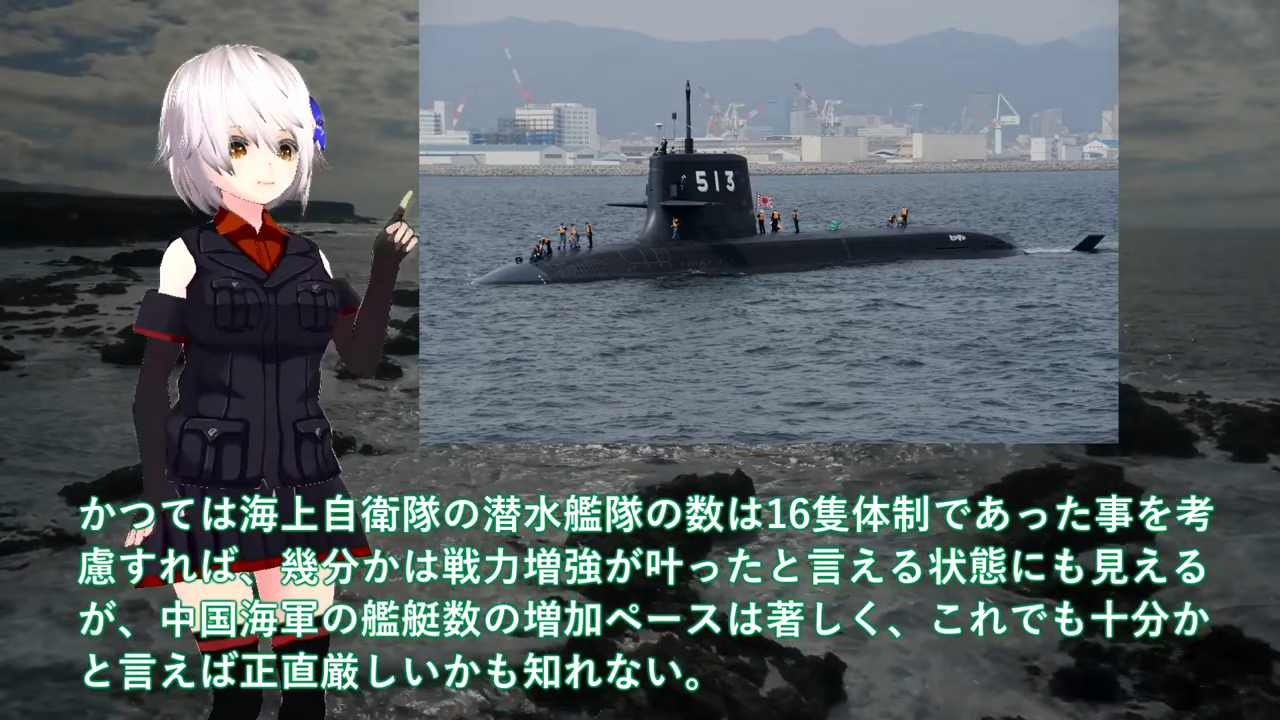 513
かつては海上自衛隊の潜水艦隊の数は16隻体制であった事を考
慮すれば、幾分かは戦力増強が叶ったと言える状態にも見える
が、中国海軍の艦艇数の増加ペースは著しく、これでも十分か
と言えば正直厳しいかも知れない。